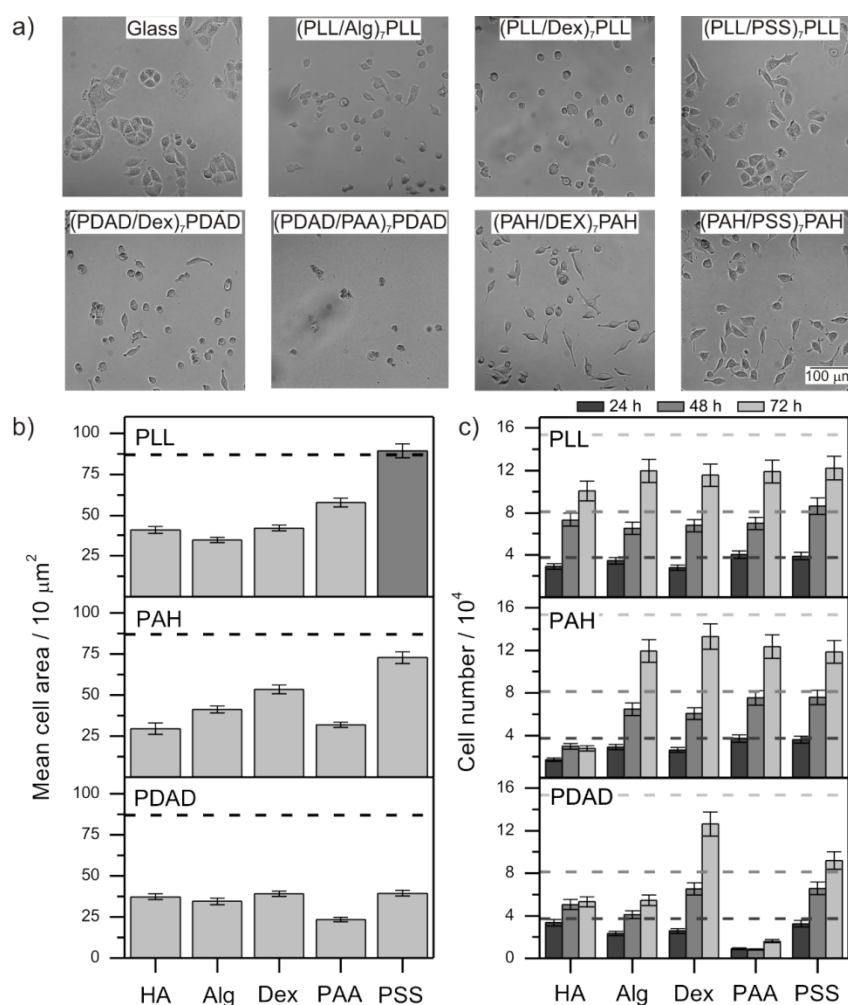 a)
Glass
(PLL/Alg)₇PLL
(PLL/Dex)₇PLL
(PLL/PSS)₇PLL
(PDAD/Dex)₇PDAD
(PDAD/PAA)₇PDAD
(PAH/DEX)₇PAH
(PAH/PSS)₇PAH
100 µm
b)
Mean cell area / 10 µm²
PLL
100
75
50
25
PAH
100
75
50
25
PDAD
100
75
50
25
0
HA Alg Dex PAA PSS
c)
24 h 48 h 72 h
Cell number / 10⁴
PLL
16
12
8
4
PAH
16
12
8
4
PDAD
16
12
8
4
0
HA Alg Dex PAA PSS